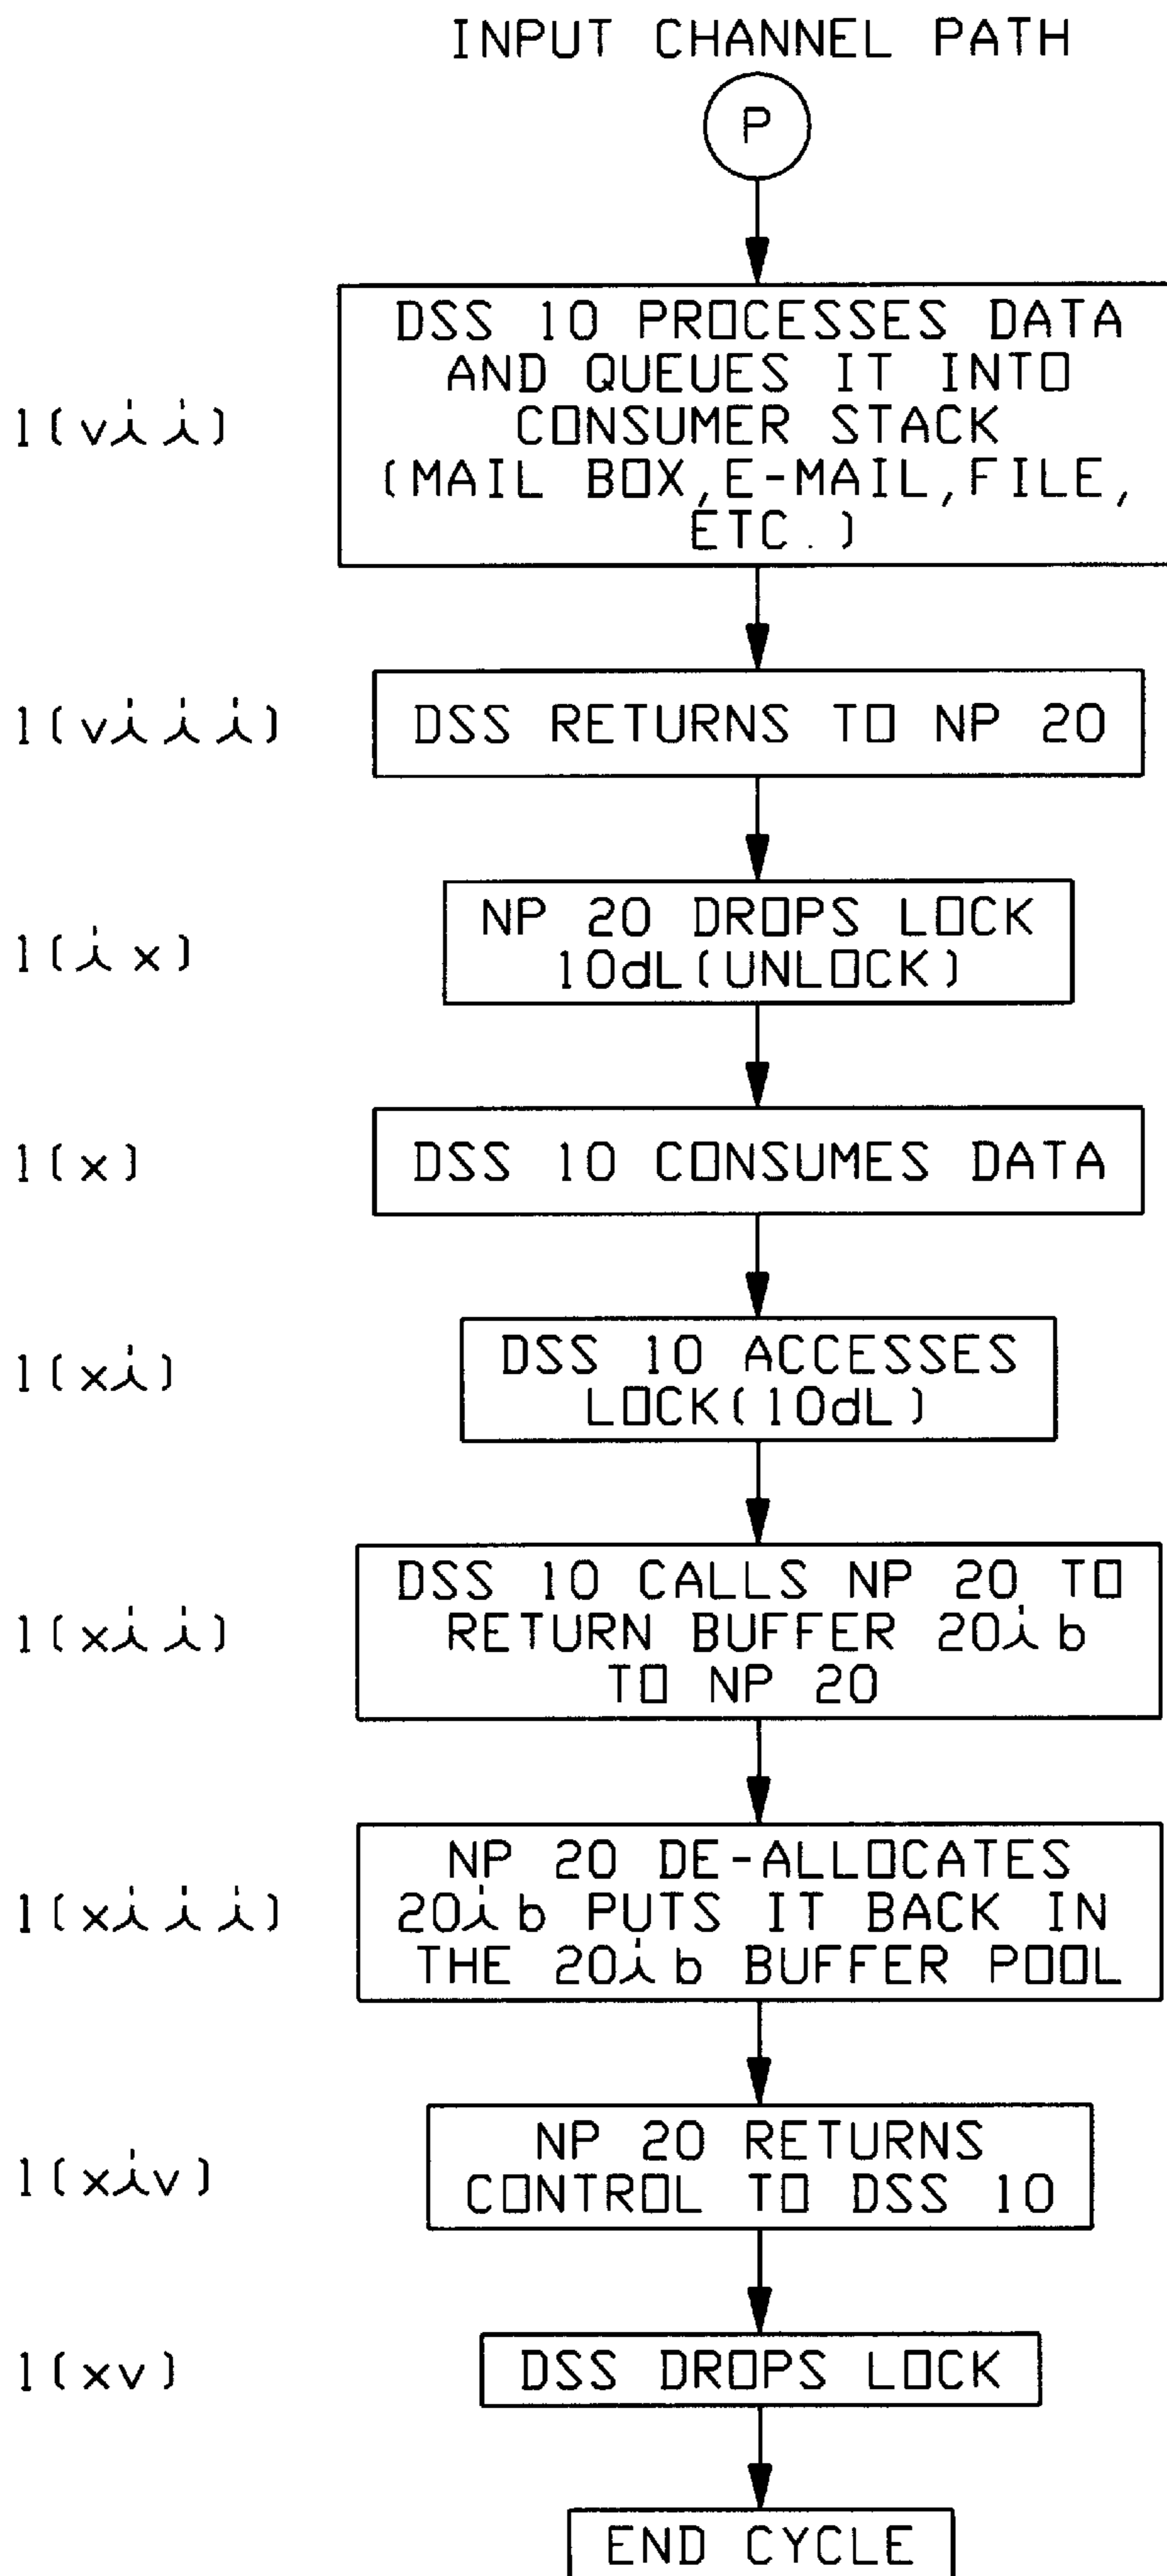 INPUT CHANNEL PATH
P
1(vii)
DSS 10 PROCESSES DATA
AND QUEUES IT INTO
CONSUMER STACK
(MAIL BOX,E-MAIL,FILE,
ETC.)
1(viii)
DSS RETURNS TO NP 20
1(ix)
NP 20 DROPS LOCK
10dL(UNLOCK)
1(x)
DSS 10 CONSUMES DATA
1(xi)
DSS 10 ACCESSES
LOCK(10dL)
1(xii)
DSS 10 CALLS NP 20 TO
RETURN BUFFER 20ib
TO NP 20
1(xiii)
NP 20 DE-ALLOCATES
20ib PUTS IT BACK IN
THE 20ib BUFFER POOL
1(xiv)
NP 20 RETURNS
CONTROL TO DSS 10
1(xv)
DSS DROPS LOCK
END CYCLE